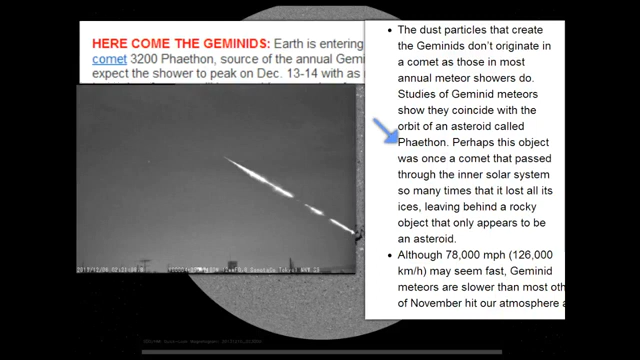 HERE COME THE GEMINIDS: Earth is entering
comet 3200 Phaethon, source of the annual Gemi
expect the shower to peak on Dec. 13-14 with as
• The dust particles that create
the Geminids don't originate in
a comet as those in most
annual meteor showers do.
Studies of Geminid meteors
show they coincide with the
orbit of an asteroid called
Phaethon. Perhaps this object
was once a comet that passed
through the inner solar system
so many times that it lost all its
ices, leaving behind a rocky
object that only appears to be
an asteroid.
• Although 78,000 mph (126,000
km/h) may seem fast, Geminid
meteors are slower than most oth
of November hit our atmosphere a